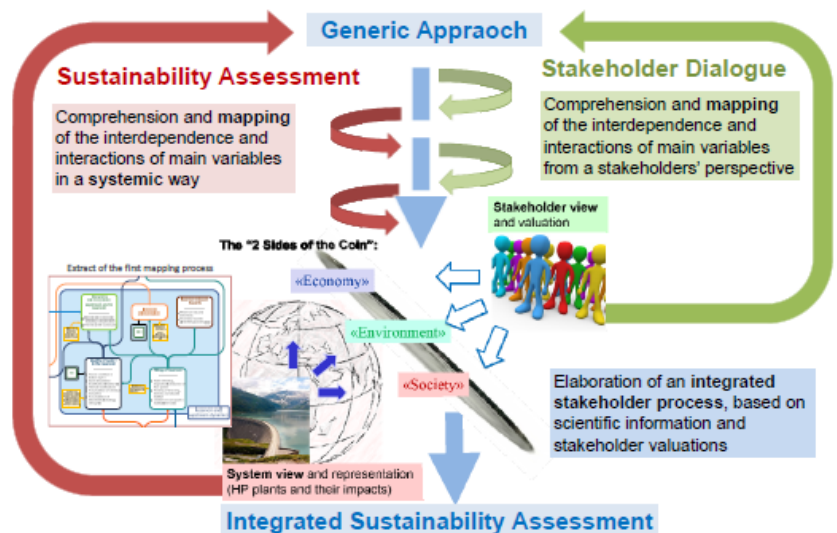 Generic Appraoch
Sustainability Assessment
Comprehension and mapping
of the interdependence and
interactions of main variables
in a systemic way
Stakeholder Dialogue
Comprehension and mapping
of the interdependence and
interactions of main variables
from a stakeholders' perspective
Stakeholder view
and valuation
The "2 Sides of the Coin":
Extract of the first mapping process
«Economy»
«Environment»
«Society»
Elaboration of an integrated
stakeholder process, based on
scientific information and
stakeholder valuations
System view and representation
(HP plants and their impacts)
Integrated Sustainability Assessment